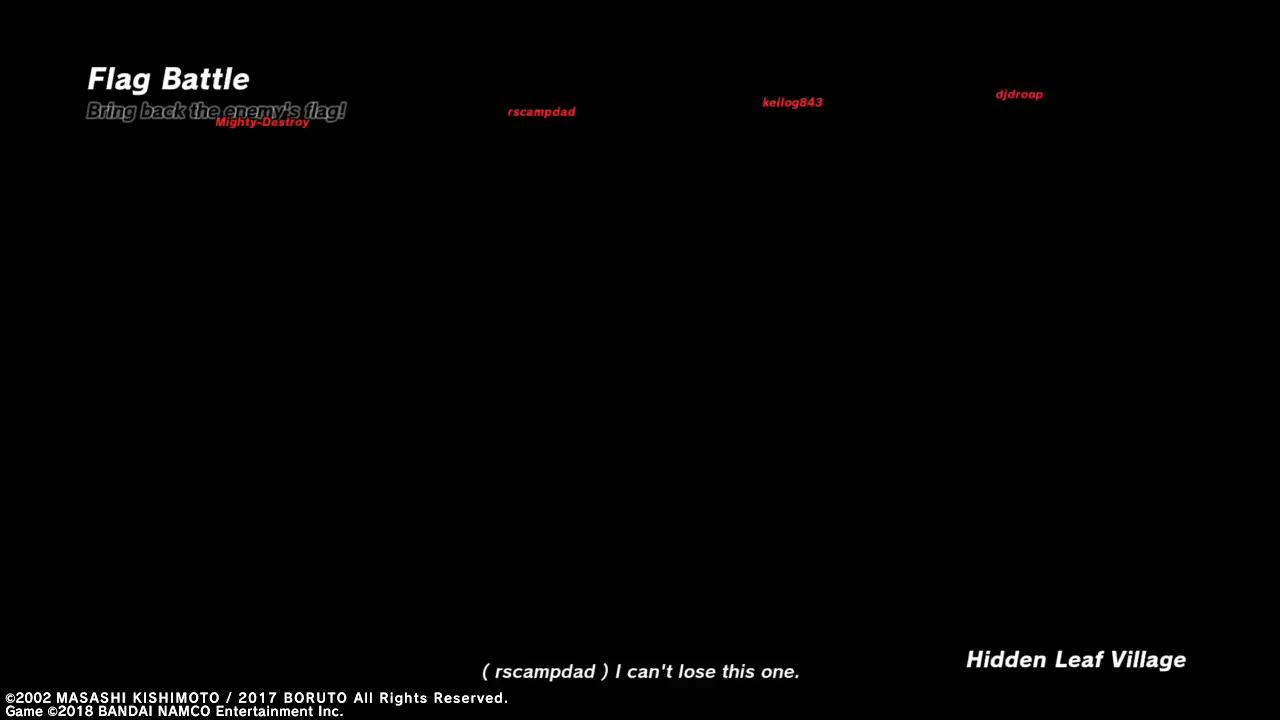 Flag Battle
Bring back the enemy's flag!
Mighty-Destroy
rscampdad
kellog843
djdroop
( rscampdad ) I can't lose this one.
Hidden Leaf Village
©2002 MASASHI KISHIMOTO / 2017 BORUTO All Rights Reserved.
Game ©2018 BANDAI NAMCO Entertainment Inc.